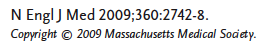 N Engl J Med 2009;360:2742-8.
Copyright © 2009 Massachusetts Medical Society.